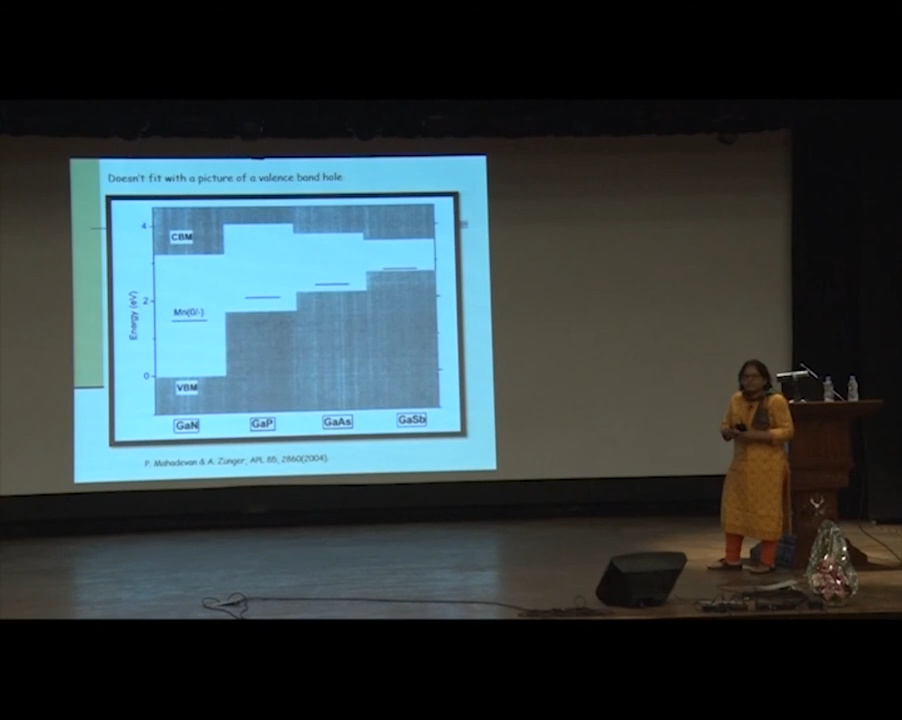 Doesn't fit with a picture of a valence band hole
4
CBM
Energy (eV)
2
Mn(0/-)
0
VBM
GaN GaP GaAs GaSb
P. Mahadevan & A. Zunger, APL 85, 2860(2004).